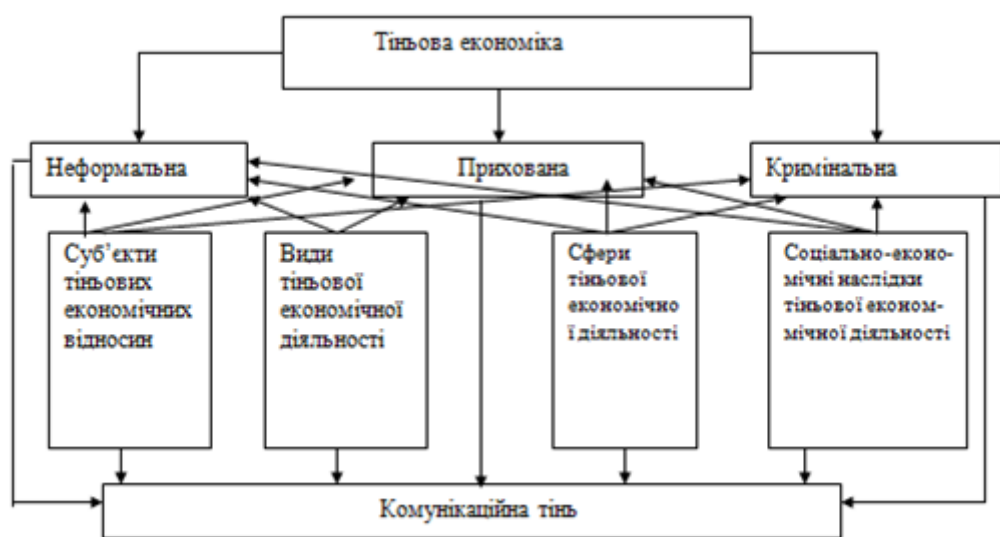 Тіньова економіка
Неформальна
Прихована
Кримінальна
Суб’єкти
тіньових
економічних
відносин
Види
тіньової
економічної
діяльності
Сфери
тіньової
економічно
ї діяльності
Соціально-еконо-
мічні наслідки
тіньової економ-
мічної діяльності
Комунікаційна тінь